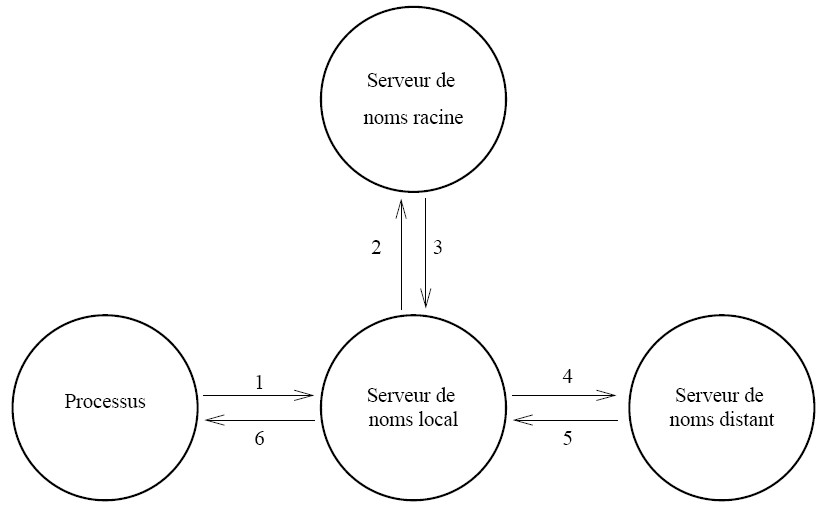 Serveur de
noms racine
2
3
Processus
1
6
Serveur de
noms local
4
5
Serveur de
noms distant